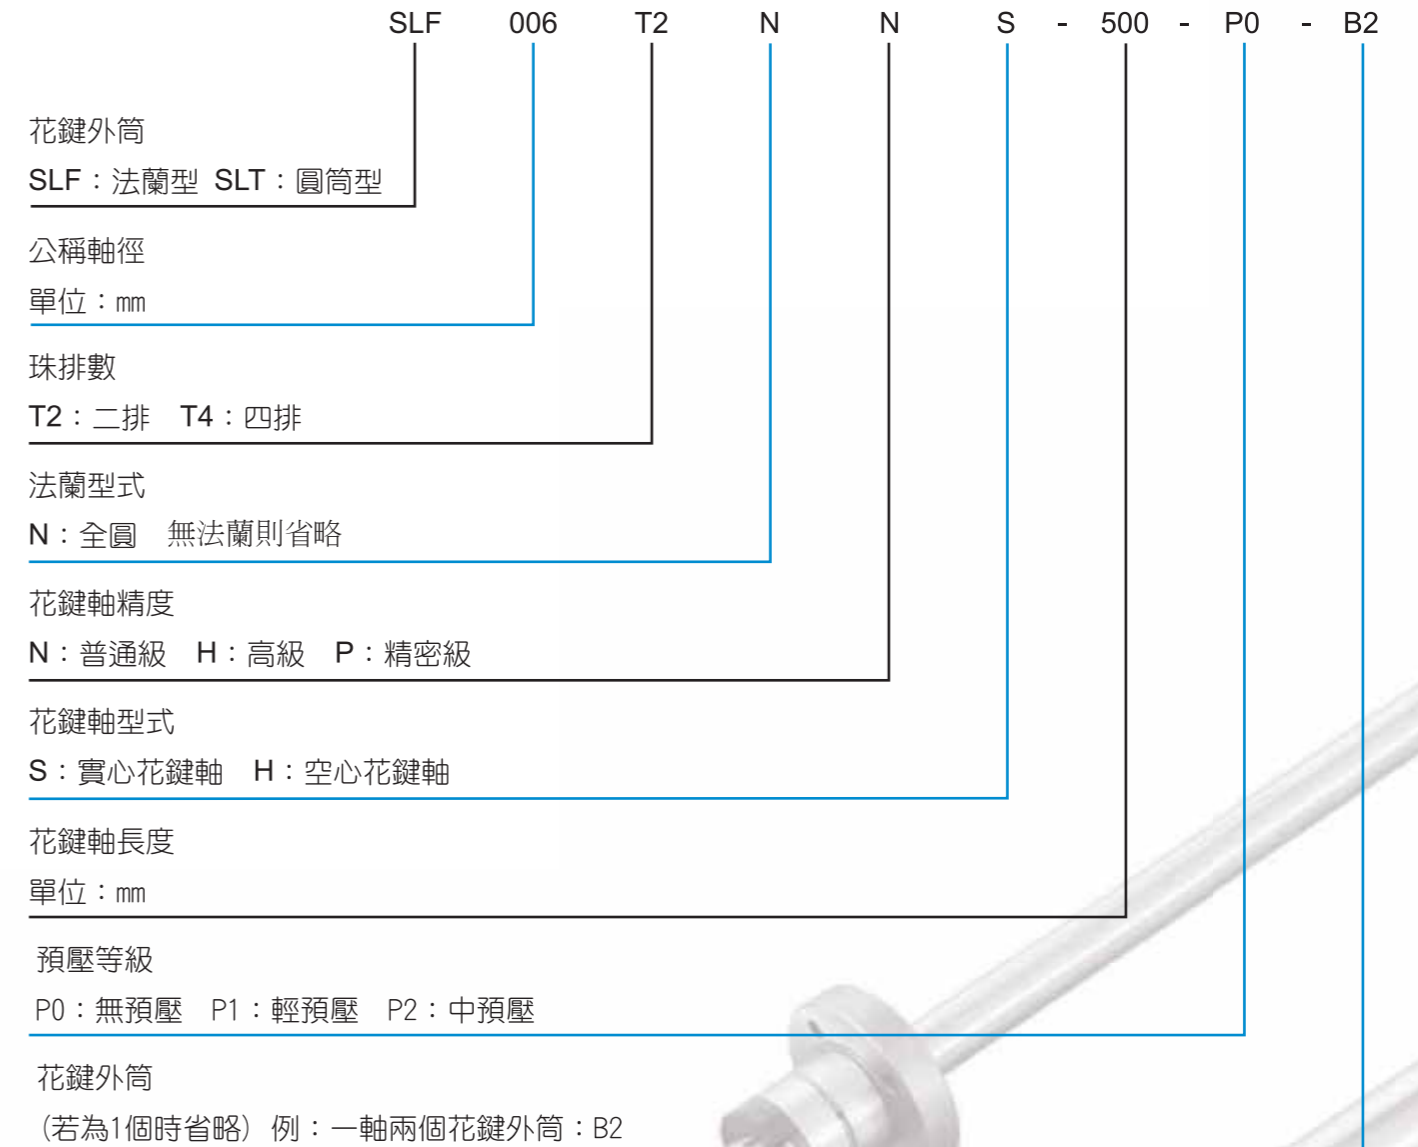 SLF 006 T2 N N S - 500 - P0 - B2
花鍵外筒
SLF：法蘭型 SLT：圓筒型
公稱軸徑
單位：mm
珠排數
T2：二排 T4：四排
法蘭型式
N：全圓 無法蘭則省略
花鍵軸精度
N：普通級 H：高級 P：精密級
花鍵軸型式
S：實心花鍵軸 H：空心花鍵軸
花鍵軸長度
單位：mm
預壓等級
P0：無預壓 P1：輕預壓 P2：中預壓
花鍵外筒
(若為1個時省略) 例：一軸兩個花鍵外筒：B2